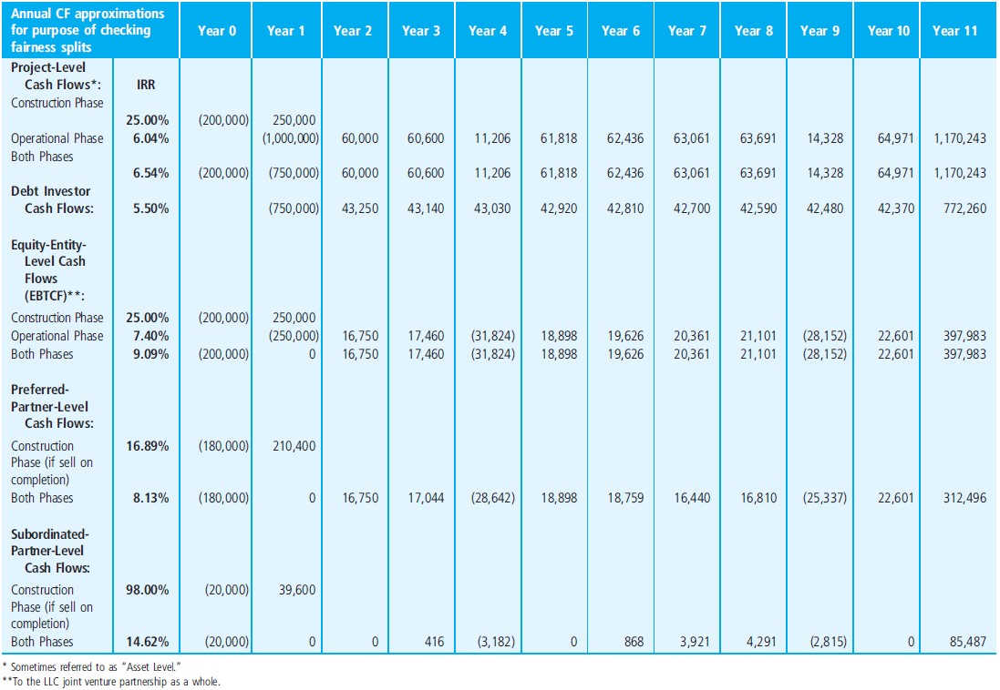 Annual CF approximations
for purpose of checking
fairness splits Year 0 Year 1 Year 2 Year 3 Year 4 Year 5 Year 6 Year 7 Year 8 Year 9 Year 10 Year 11
Project-Level
Cash Flows*: IRR
Construction Phase
25.00% (200,000) 250,000
Operational Phase 6.04% (1,000,000) 60,000 60,600 11,206 61,818 62,436 63,061 63,691 14,328 64,971 1,170,243
Both Phases
6.54% (200,000) (750,000) 60,000 60,600 11,206 61,818 62,436 63,061 63,691 14,328 64,971 1,170,243
Debt Investor
Cash Flows: 5.50% (750,000) 43,250 43,140 43,030 42,920 42,810 42,700 42,590 42,480 42,370 772,260
Equity-Entity-
Level Cash
Flows
(EBTCF)**:
Construction Phase 25.00% (200,000) 250,000
Operational Phase 7.40% (250,000) 16,750 17,460 (31,824) 18,898 19,626 20,361 21,101 (28,152) 22,601 397,983
Both Phases 9.09% (200,000) 0 16,750 17,460 (31,824) 18,898 19,626 20,361 21,101 (28,152) 22,601 397,983
Preferred-
Partner-Level
Cash Flows:
Construction 16.89% (180,000) 210,400
Phase (if sell on
completion)
Both Phases 8.13% (180,000) 0 16,750 17,044 (28,642) 18,898 18,759 16,440 16,810 (25,337) 22,601 312,496
Subordinated-
Partner-Level
Cash Flows:
Construction 98.00% (20,000) 39,600
Phase (if sell on
completion)
Both Phases 14.62% (20,000) 0 0 416 (3,182) 0 868 3,921 4,291 (2,815) 0 85,487
* Sometimes referred to as “Asset Level.”
**To the LLC joint venture partnership as a whole.